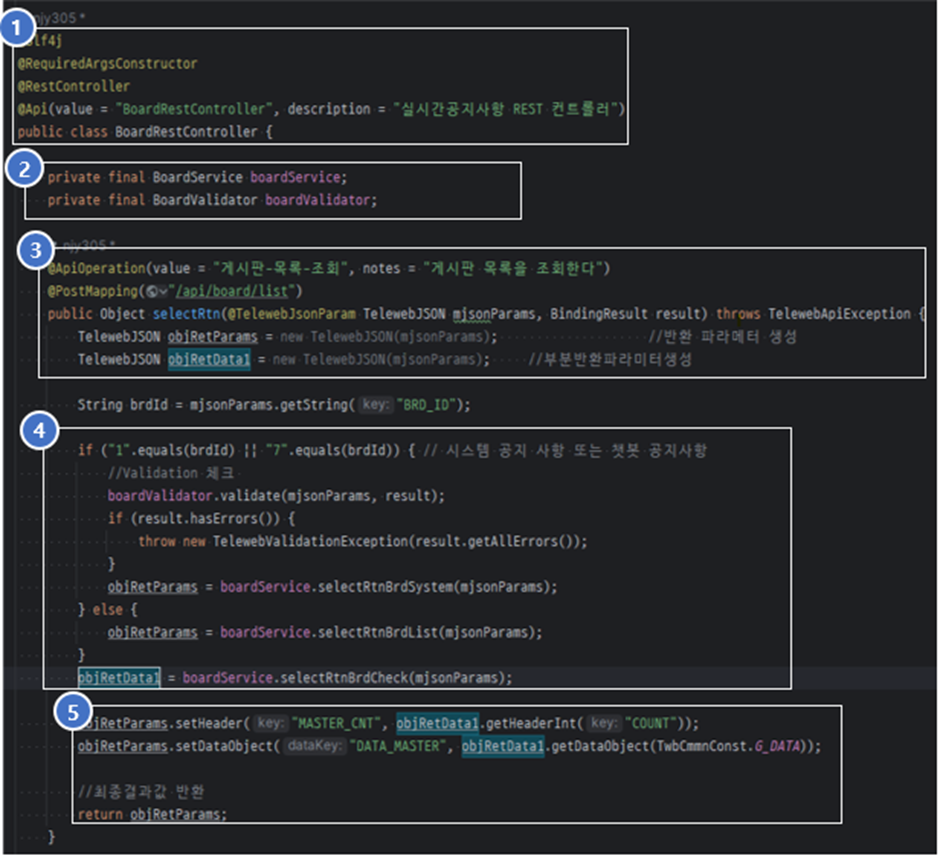 njy305 *
1
lf4j
@RequiredArgsConstructor
@RestController
@Api(value = "BoardRestController", description = "실시간공지사항 REST 컨트롤러")
public class BoardRestController {
2
private final BoardService boardService;
private final BoardValidator boardValidator;
njy305 *
3
@ApiOperation(value = "게시판-목록-조회", notes = "게시판 목록을 조회한다")
@PostMapping("/api/board/list")
public Object selectRtn(@TelewebJsonParam TelewebJSON mjsonParams, BindingResult result) throws TelewebApiException {
TelewebJSON objRetParams = new TelewebJSON(mjsonParams); //반환 파라메터 생성
TelewebJSON objRetData1 = new TelewebJSON(mjsonParams); //부분반환파라미터생성
String brdId = mjsonParams.getString( key: "BRD_ID");
4
if ("1".equals(brdId) || "7".equals(brdId)) { // 시스템 공지 사항 또는 챗봇 공지사항
//Validation 체크
boardValidator.validate(mjsonParams, result);
if (result.hasErrors()) {
throw new TelewebValidationException(result.getAllErrors());
}
objRetParams = boardService.selectRtnBrdSystem(mjsonParams);
} else {
objRetParams = boardService.selectRtnBrdList(mjsonParams);
}
objRetData1 = boardService.selectRtnBrdCheck(mjsonParams);
5
objRetParams.setHeader( key: "MASTER_CNT", objRetData1.getHeaderInt( key: "COUNT"));
objRetParams.setDataObject( dataKey: "DATA_MASTER", objRetData1.getDataObject(TwbCmmnConst.G_DATA));
//최종결과값 반환
return objRetParams;
}